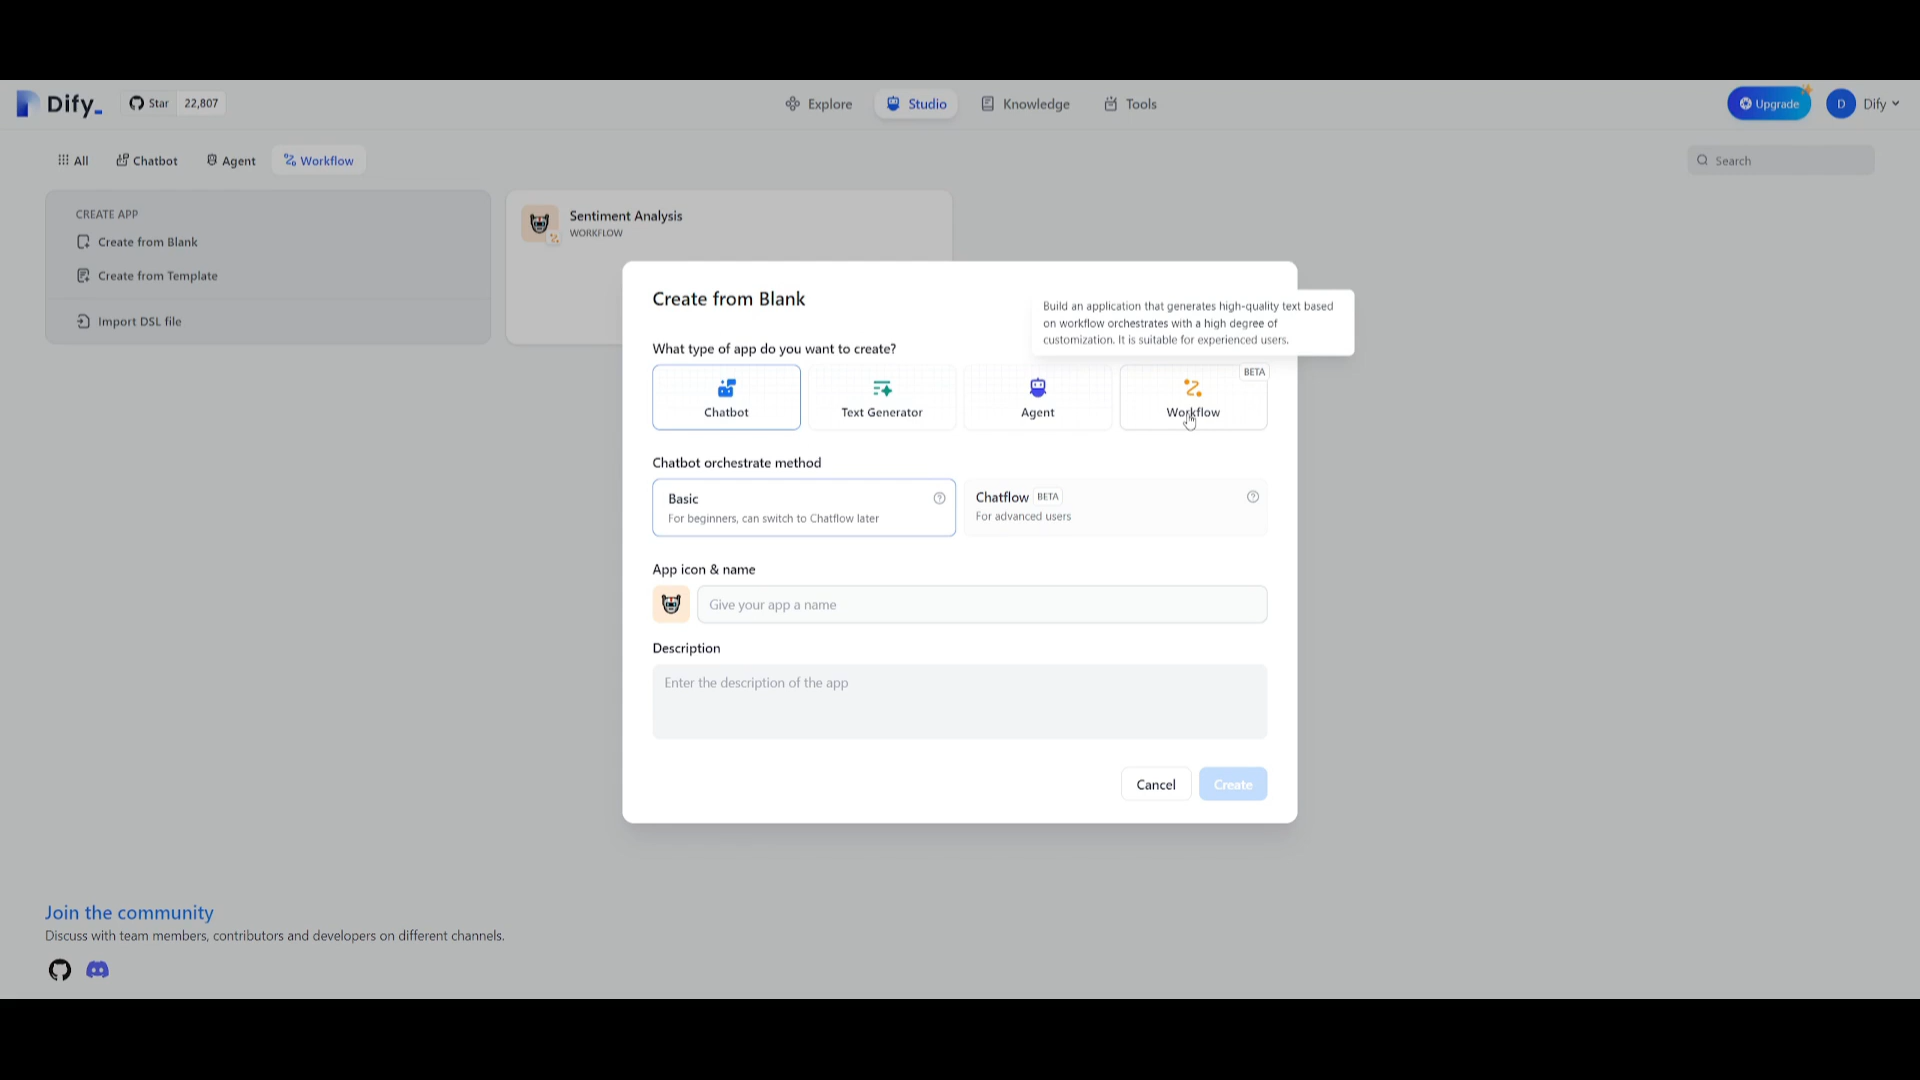 Dify_
Star 22,807
Explore
Studio
Knowledge
Tools
Upgrade
D
Dify
All
Chatbot
Agent
Workflow
Search
CREATE APP
Create from Blank
Create from Template
Import DSL file
Sentiment Analysis
WORKFLOW
Create from Blank
Build an application that generates high-quality text based
on workflow orchestrates with a high degree of
customization. It is suitable for experienced users.
What type of app do you want to create?
BETA
Chatbot
Text Generator
Agent
Workflow
Chatbot orchestrate method
Basic
For beginners, can switch to Chatflow later
Chatflow BETA
For advanced users
App icon & name
Give your app a name
Description
Enter the description of the app
Cancel
Create
Join the community
Discuss with team members, contributors and developers on different channels.